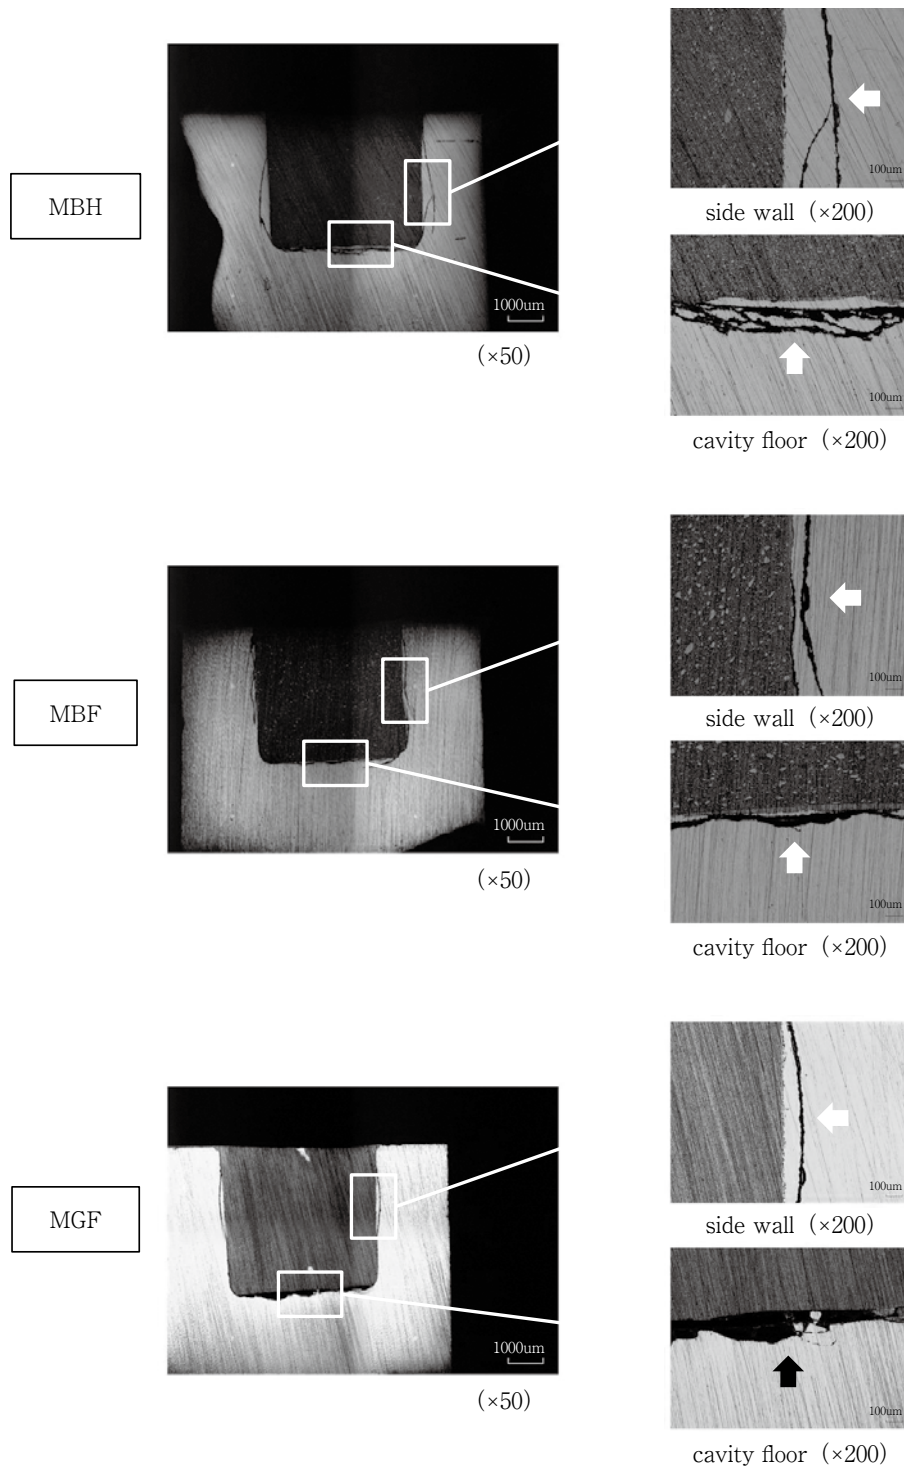 MBH
1000um
(×50)
100um
side wall (×200)
100um
cavity floor (×200)
MBF
1000um
(×50)
100um
side wall (×200)
100um
cavity floor (×200)
MGF
1000um
(×50)
100um
side wall (×200)
100um
cavity floor (×200)